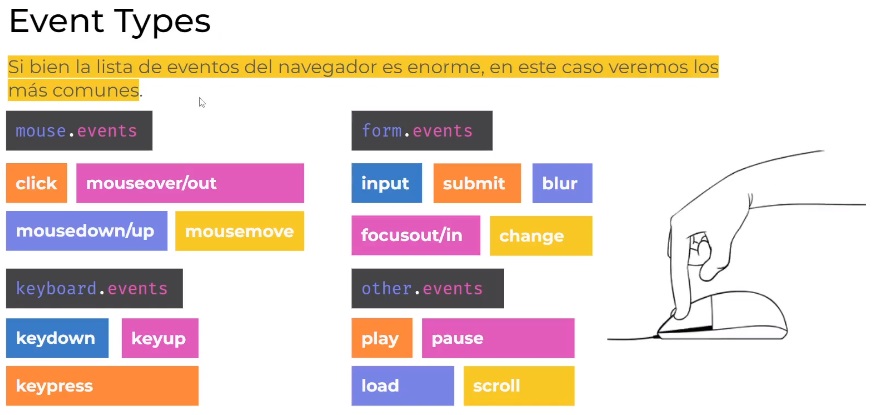 Event Types
Si bien la lista de eventos del navegador es enorme, en este caso veremos los
más comunes.
mouse.events
click
mouseover/out
mousedown/up
mousemove
form.events
input
submit
blur
focusout/in
change
keyboard.events
keydown
keyup
keypress
other.events
play
pause
load
scroll